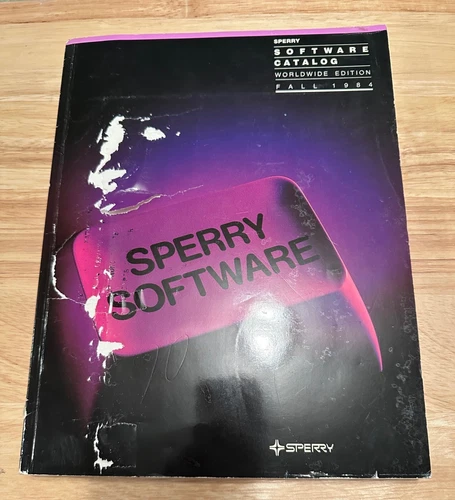 SPERRY
SOFTWARE
CATALOG
WORLDWIDE EDITION
FALL 1984
SPERRY
SOFTWARE
SPERRY